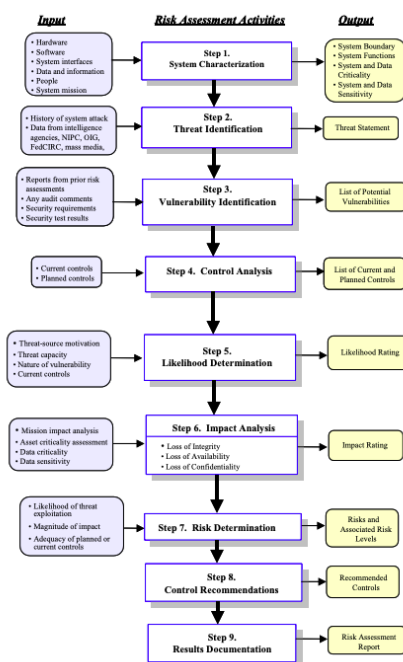 Input
Risk Assessment Activities
Output
• Hardware
• Software
• System interfaces
• Data and information
• People
• System mission
Step 1.
System Characterization
• System Boundary
• System Functions
• System and Data
Criticality
• System and Data
Sensitivity
• History of system attack
• Data from intelligence
agencies, NIPC, OIG,
FedCIRC, mass media,
Step 2.
Threat Identification
Threat Statement
• Reports from prior risk
assessments
• Any audit comments
• Security requirements
• Security test results
Step 3.
Vulnerability Identification
List of Potential
Vulnerabilities
• Current controls
• Planned controls
Step 4. Control Analysis
List of Current and
Planned Controls
• Threat-source motivation
• Threat capacity
• Nature of vulnerability
• Current controls
Step 5.
Likelihood Determination
Likelihood Rating
• Mission impact analysis
• Asset criticality assessment
• Data criticality
• Data sensitivity
Step 6. Impact Analysis
• Loss of Integrity
• Loss of Availability
• Loss of Confidentiality
Impact Rating
• Likelihood of threat
exploitation
• Magnitude of impact
• Adequacy of planned or
current controls
Step 7. Risk Determination
Risks and
Associated Risk
Levels
Step 8.
Control Recommendations
Recommended
Controls
Step 9.
Results Documentation
Risk Assessment
Report